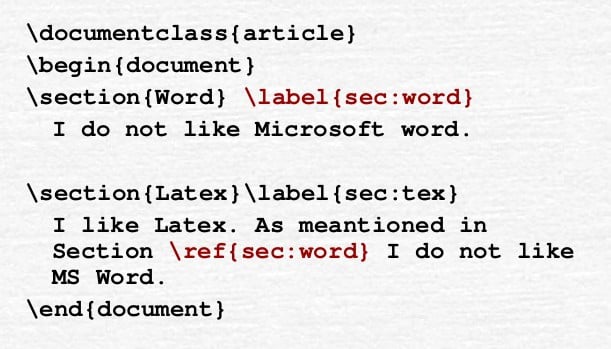 \documentclass{article}
\begin{document}
\section{Word} \label{sec:word}
I do not like Microsoft word.
\section{Latex}\label{sec:tex}
I like Latex. As meantioned in
Section \ref{sec:word} I do not like
MS Word.
\end{document}